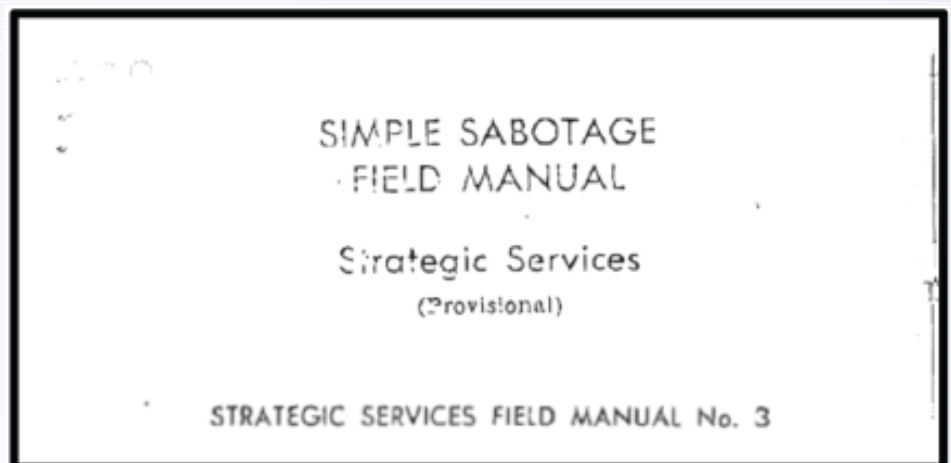 SIMPLE SABOTAGE
FIELD MANUAL
Strategic Services
(Provisional)
STRATEGIC SERVICES FIELD MANUAL No. 3